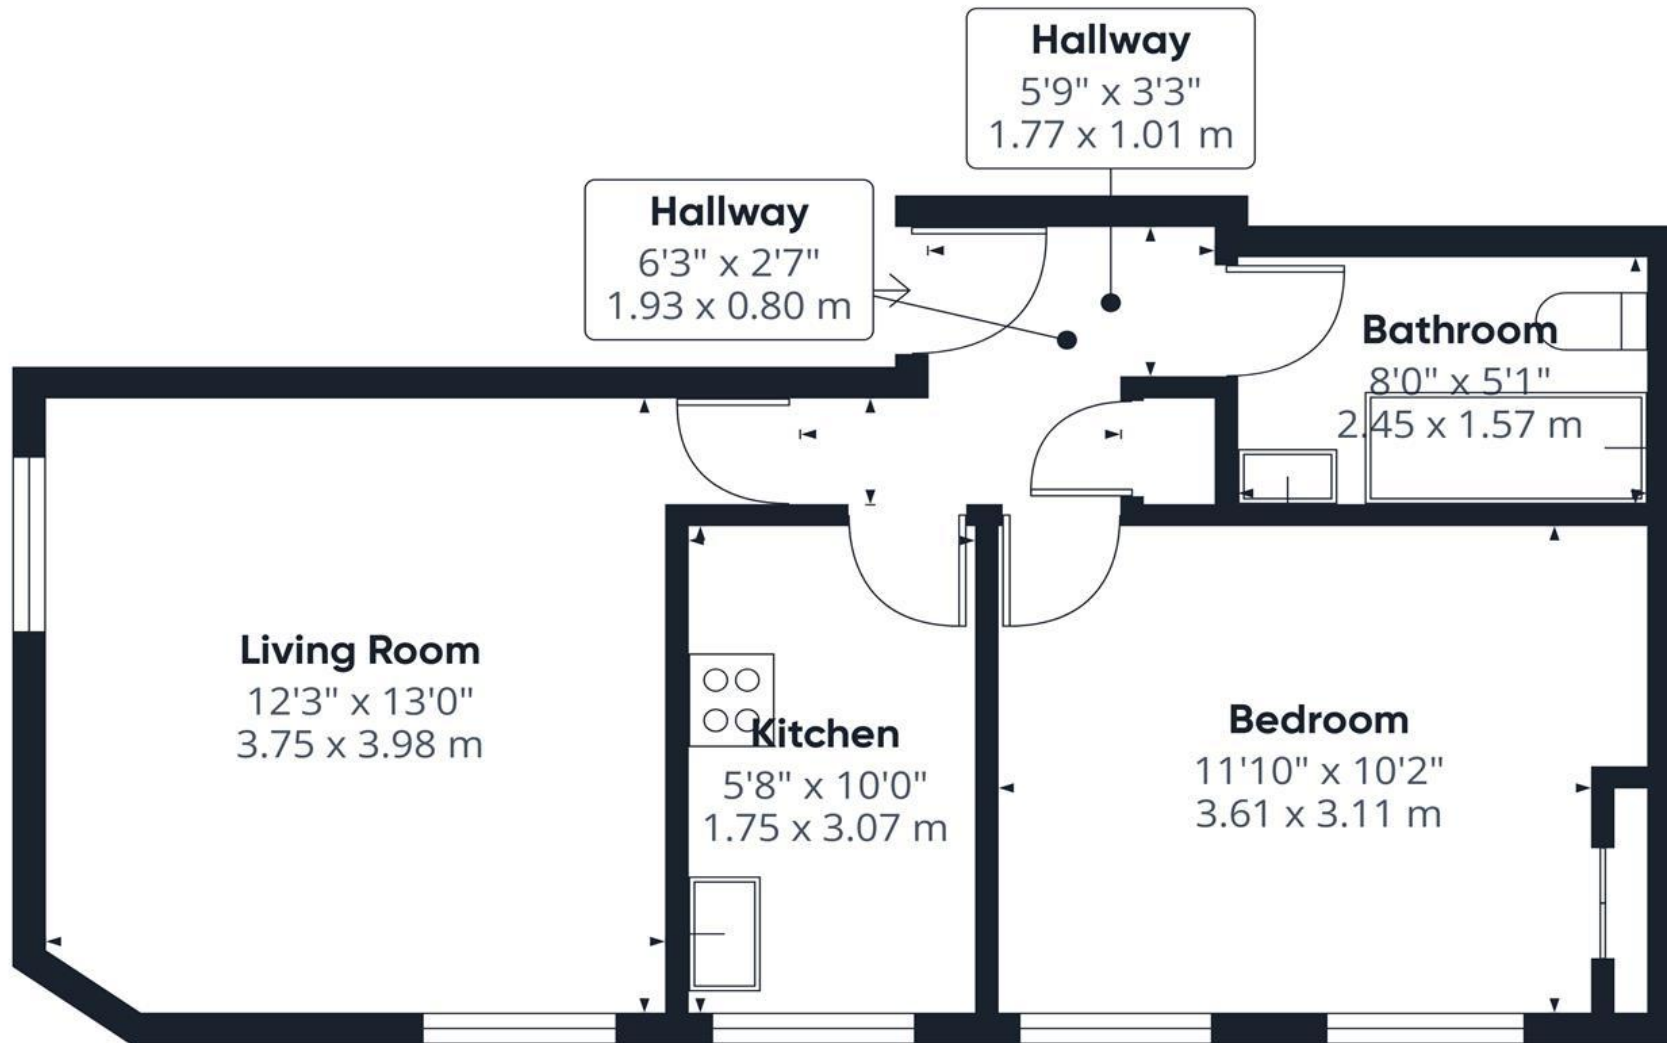 Hallway
5'9" x 3'3"
1.77 x 1.01 m
Hallway
6'3" x 2'7"
1.93 x 0.80 m
Bathroom
8'0" x 5'1"
2.45 x 1.57 m
Living Room
12'3" x 13'0"
3.75 x 3.98 m
Kitchen
5'8" x 10'0"
1.75 x 3.07 m
Bedroom
11'10" x 10'2"
3.61 x 3.11 m